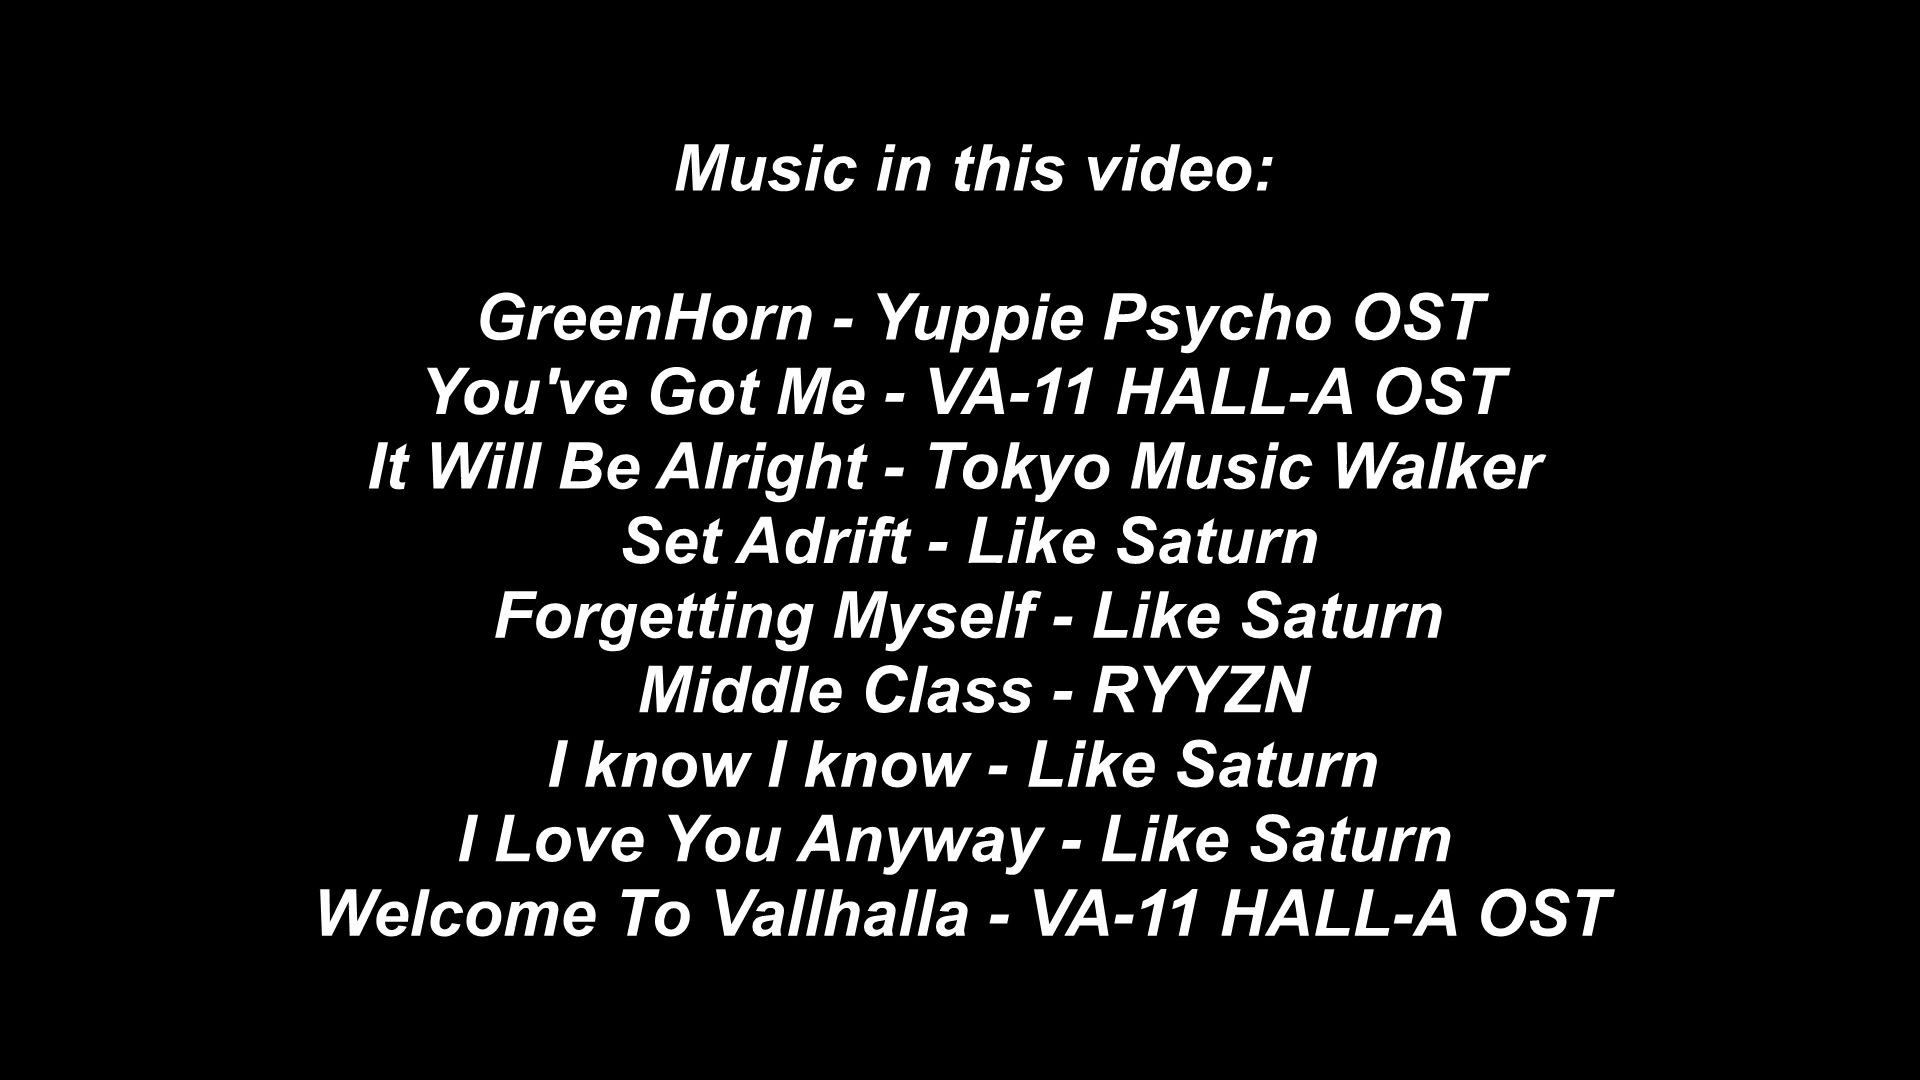 Music in this video:
GreenHorn - Yuppie Psycho OST
You've Got Me - VA-11 HALL-A OST
It Will Be Alright - Tokyo Music Walker
Set Adrift - Like Saturn
Forgetting Myself - Like Saturn
Middle Class - RYYZN
I know I know - Like Saturn
I Love You Anyway - Like Saturn
Welcome To Vallhalla - VA-11 HALL-A OST